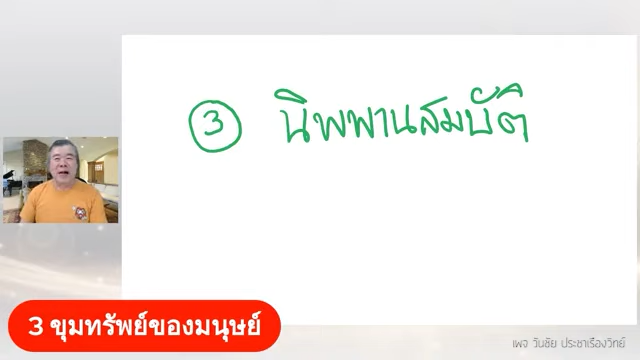 ③ นิพพานสมบัติ
3 ขุมทรัพย์ของมนุษย์
เพจ วันชัย ประชาเรืองวิทย์